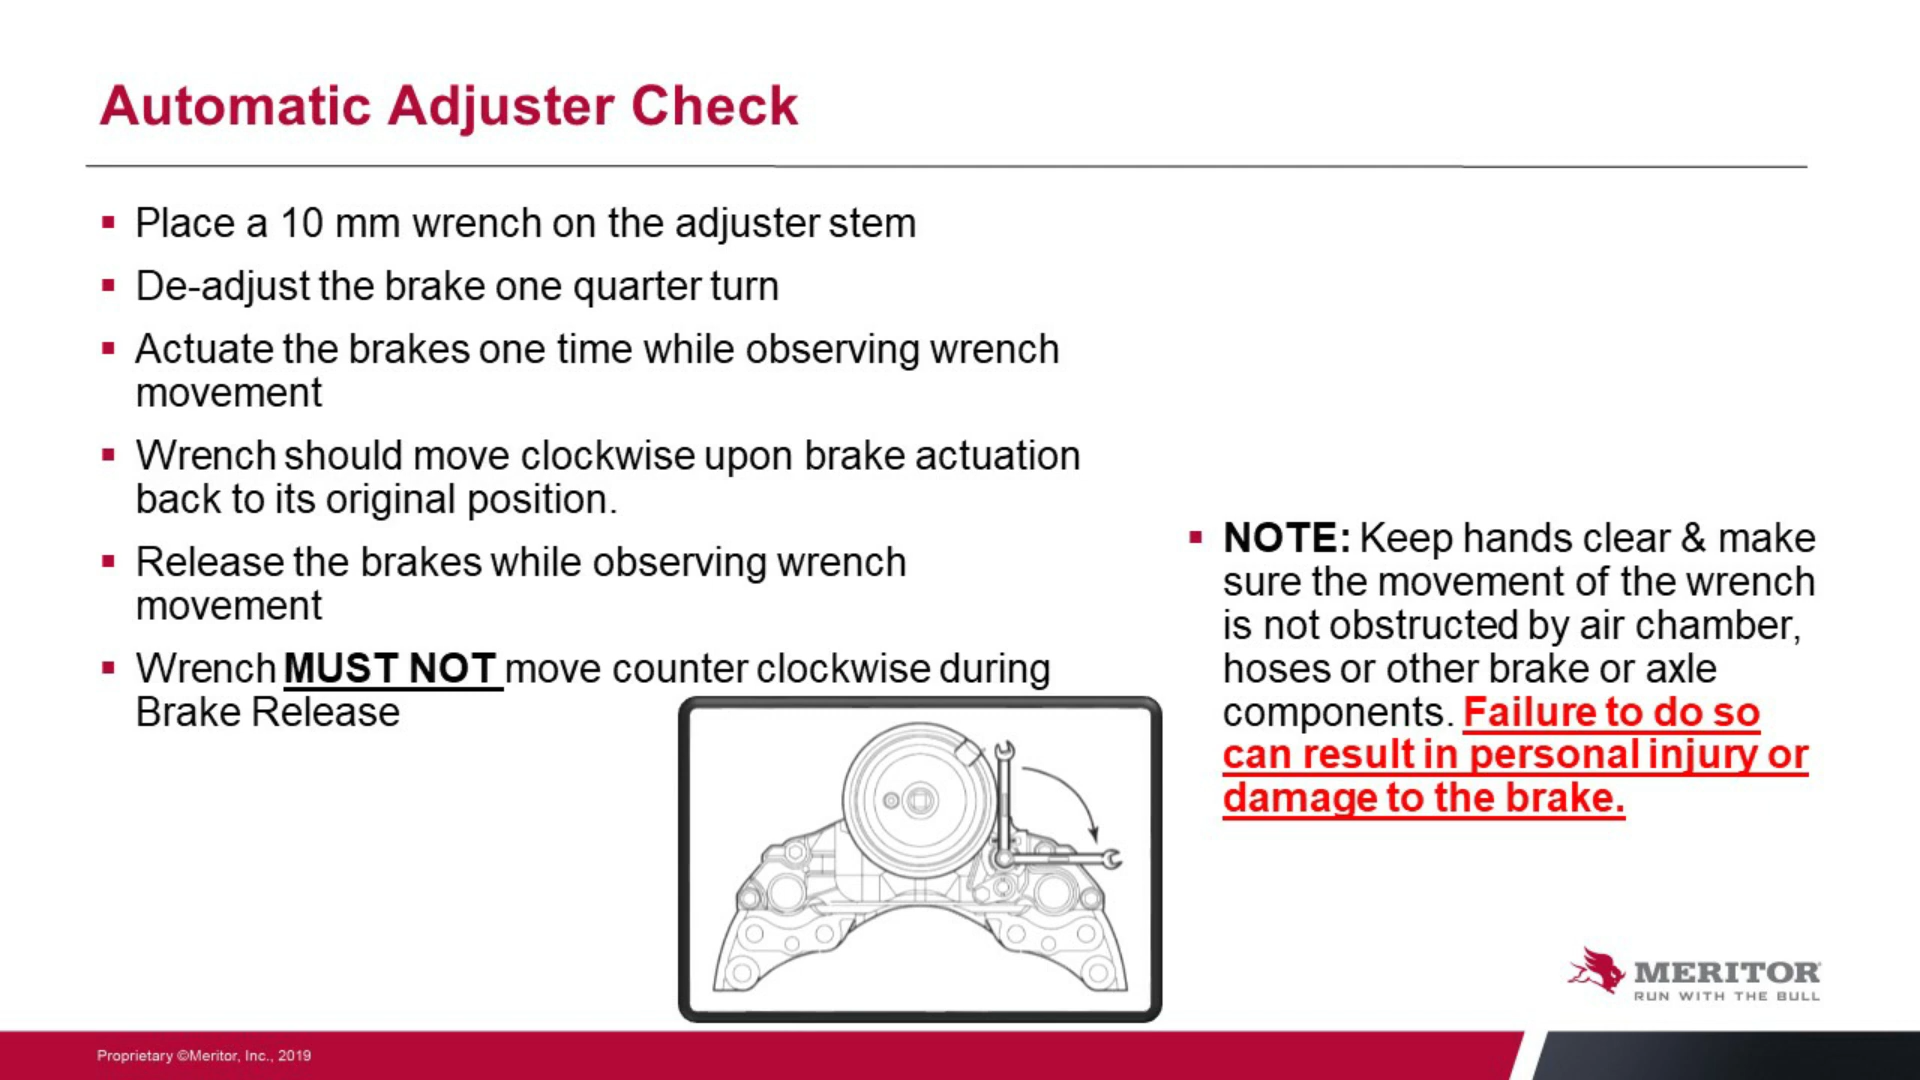 Automatic Adjuster Check
▪ Place a 10 mm wrench on the adjuster stem
▪ De-adjust the brake one quarter turn
▪ Actuate the brakes one time while observing wrench
movement
▪ Wrench should move clockwise upon brake actuation
back to its original position.
▪ Release the brakes while observing wrench
movement
▪ Wrench MUST NOT move counter clockwise during
Brake Release
▪ NOTE: Keep hands clear & make
sure the movement of the wrench
is not obstructed by air chamber,
hoses or other brake or axle
components. Failure to do so
can result in personal injury or
damage to the brake.
MERITOR
RUN WITH THE BULL
Proprietary ©Meritor, Inc., 2019